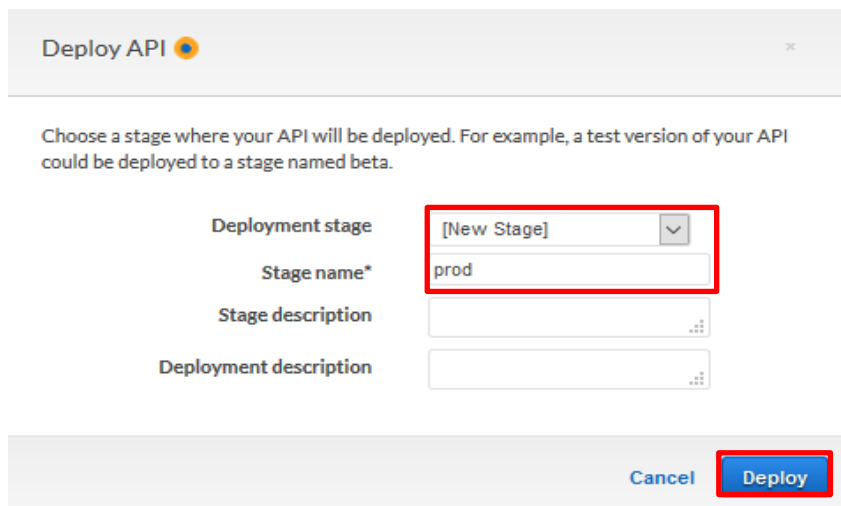 Deploy API
×
Choose a stage where your API will be deployed. For example, a test version of your API
could be deployed to a stage named beta.
Deployment stage [New Stage]
Stage name* prod
Stage description
Deployment description
Cancel Deploy